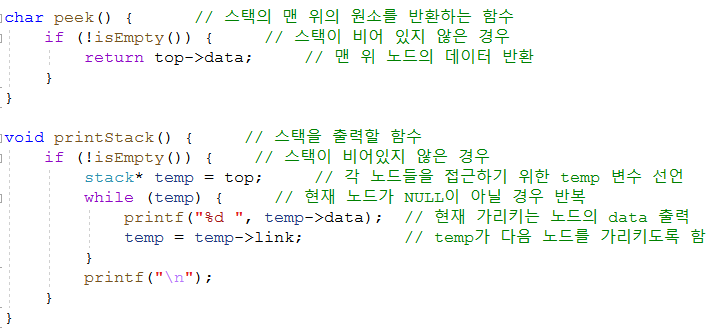 char peek() {      // 스택의 맨 위의 원소를 반환하는 함수
    if (!isEmpty()) {     // 스택이 비어 있지 않은 경우
        return top->data;     // 맨 위 노드의 데이터 반환
    }
}

void printStack() {     // 스택을 출력할 함수
    if (!isEmpty()) {    // 스택이 비어있지 않은 경우
        stack* temp = top;     // 각 노드들을 접근하기 위한 temp 변수 선언
        while (temp) {     // 현재 노드가 NULL이 아닐 경우 반복
            printf("%d ", temp->data);  // 현재 가리키는 노드의 data 출력
            temp = temp->link;          // temp가 다음 노드를 가리키도록 함
        }
        printf("\n");
    }
}